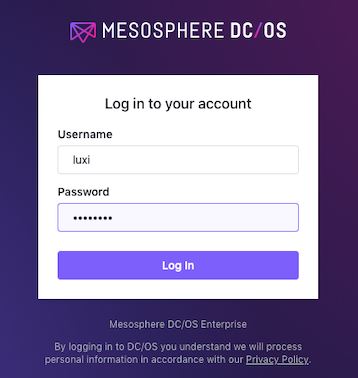 MESOSPHERE DC/OS
Log in to your account
Username
luxi
Password
••••••••
Log In
Mesosphere DC/OS Enterprise
By logging in to DC/OS you understand we will process
personal information in accordance with our Privacy Policy.